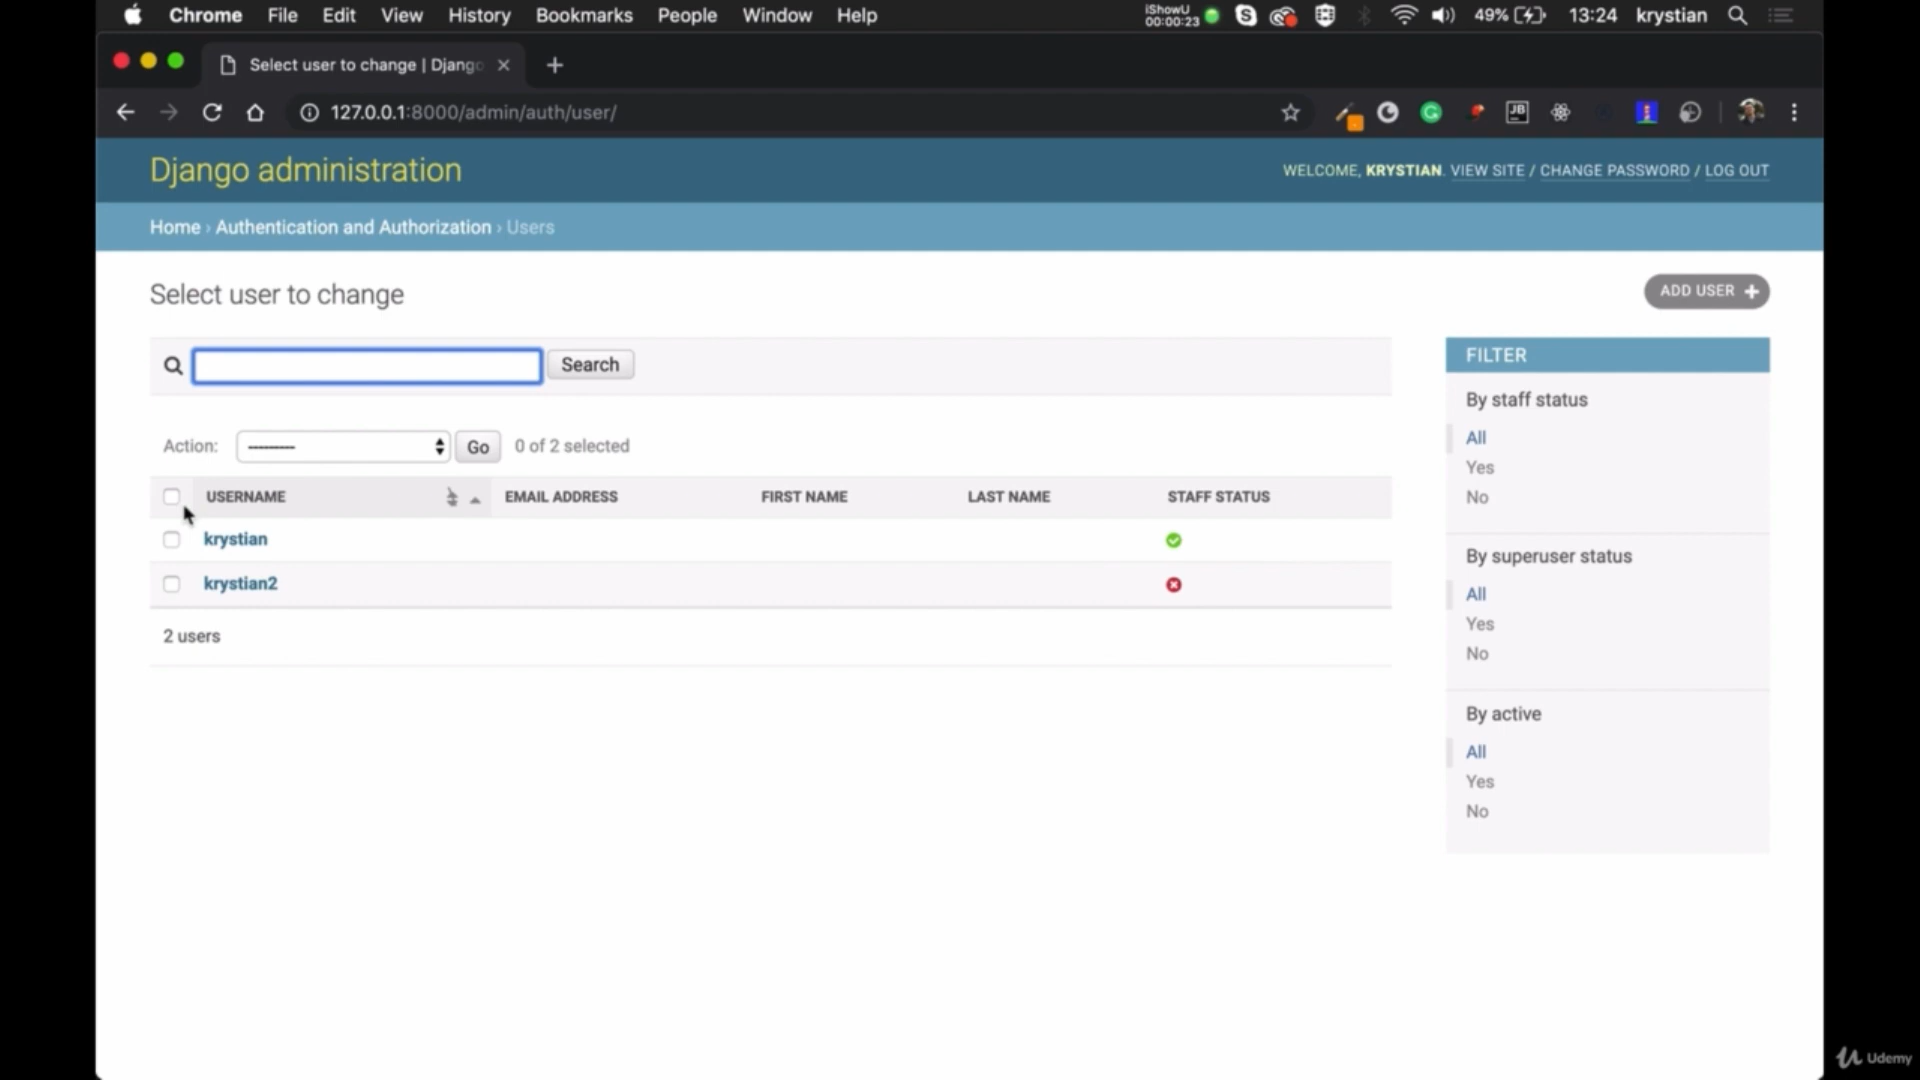 Chrome File Edit View History Bookmarks People Window Help
iShowU
00:00:23
49% 13:24 krystian
Select user to change | Django
127.0.0.1:8000/admin/auth/user/
JB
Django administration
WELCOME, KRYSTIAN. VIEW SITE / CHANGE PASSWORD / LOG OUT
Home › Authentication and Authorization › Users
Select user to change
ADD USER +
Search
Action: --------- Go 0 of 2 selected
USERNAME EMAIL ADDRESS FIRST NAME LAST NAME STAFF STATUS
krystian
krystian2
2 users
FILTER
By staff status
All
Yes
No
By superuser status
All
Yes
No
By active
All
Yes
No
Udemy